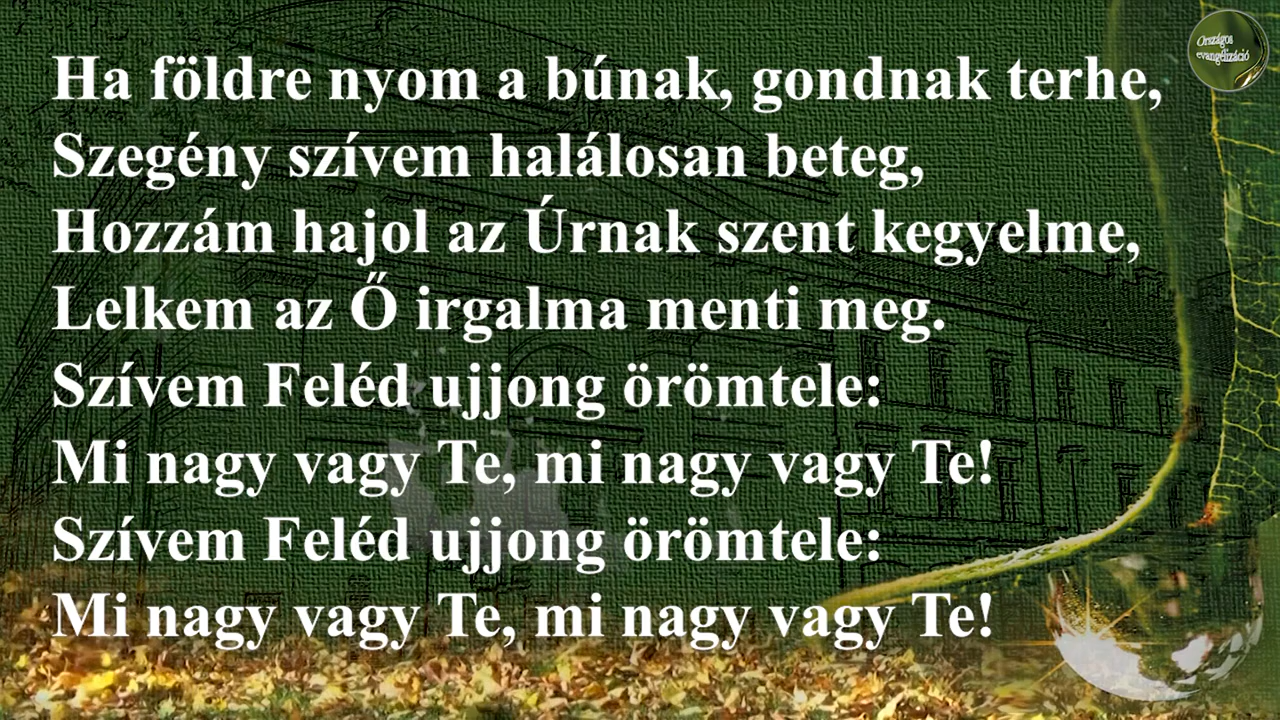 Országos
evangélizáció
Ha földre nyom a búnak, gondnak terhe,
Szegény szívem halálosan beteg,
Hozzám hajol az Úrnak szent kegyelme,
Lelkem az Ő irgalma menti meg.
Szívem Feléd ujjong örömtele:
Mi nagy vagy Te, mi nagy vagy Te!
Szívem Feléd ujjong örömtele:
Mi nagy vagy Te, mi nagy vagy Te!